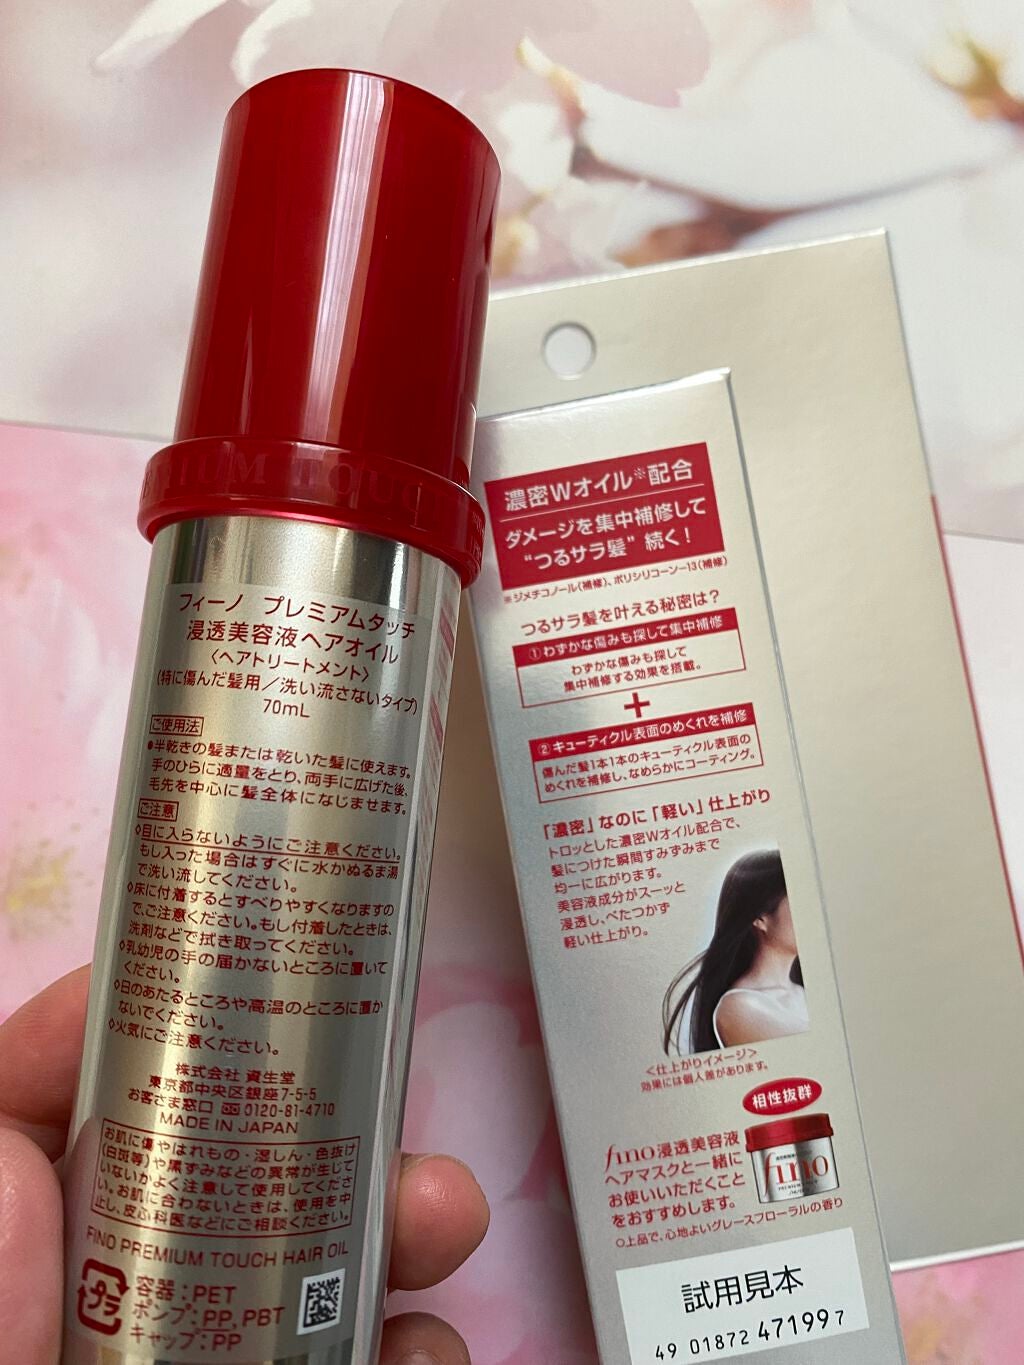 PREMIUM TOUCH
フィーノ プレミアムタッチ
浸透美容液ヘアオイル
〈ヘアトリートメント〉
(特に傷んだ髪用/洗い流さないタイプ)
70mL
ご使用法
●半乾きの髪または乾いた髪に使えます。
手のひらに適量をとり、両手に広げた後、
毛先を中心に髪全体になじませます。
ご注意
◇目に入らないようにご注意ください。
もし入った場合はすぐに水かぬるま湯
で洗い流してください。
◇床に付着するとすべりやすくなりますの
で、ご注意ください。もし付着したときは、
洗剤などで拭き取ってください。
◇乳幼児の手の届かないところに置いて
ください。
◇日のあたるところや高温のところに置か
ないでください。
◇火気にご注意ください。
株式会社 資生堂
東京都中央区銀座7-5-5
お客さま窓口 0120-81-4710
MADE IN JAPAN
お肌に傷やはれもの・湿しん・色抜け
(白斑等)や黒ずみなどの異常が生じて
いないかよく注意して使用してくださ
い。お肌に合わないときは、使用を中
止し、皮ふ科医などにご相談ください。
FINO PREMIUM TOUCH HAIR OIL
プラ
容器:PET
ポンプ:PP, PBT
キャップ:PP
濃密Wオイル※配合
ダメージを集中補修して
“つるサラ髪” 続く!
※ジメチコノール(補修)、ポリシリコーン-13(補修)
つるサラ髪を叶える秘密は?
①わずかな傷みも探して集中補修
わずかな傷みも探して
集中補修する効果を搭載。
+
②キューティクル表面のめくれを補修
傷んだ髪1本1本のキューティクル表面の
めくれを補修し、なめらかにコーティング。
「濃密」なのに「軽い」仕上がり
トロッとした濃密Wオイル配合で、
髪につけた瞬間すみずみまで
均一に広がります。
美容液成分がスーッと
浸透し、べたつかず
軽い仕上がり。
<仕上がりイメージ>
効果には個人差があります。
相性抜群
fino浸透美容液
ヘアマスクと一緒に
お使いいただくこと
をおすすめします。
fino
○上品で、心地よいグレースフローラルの香り
試用見本
49 01872 471997